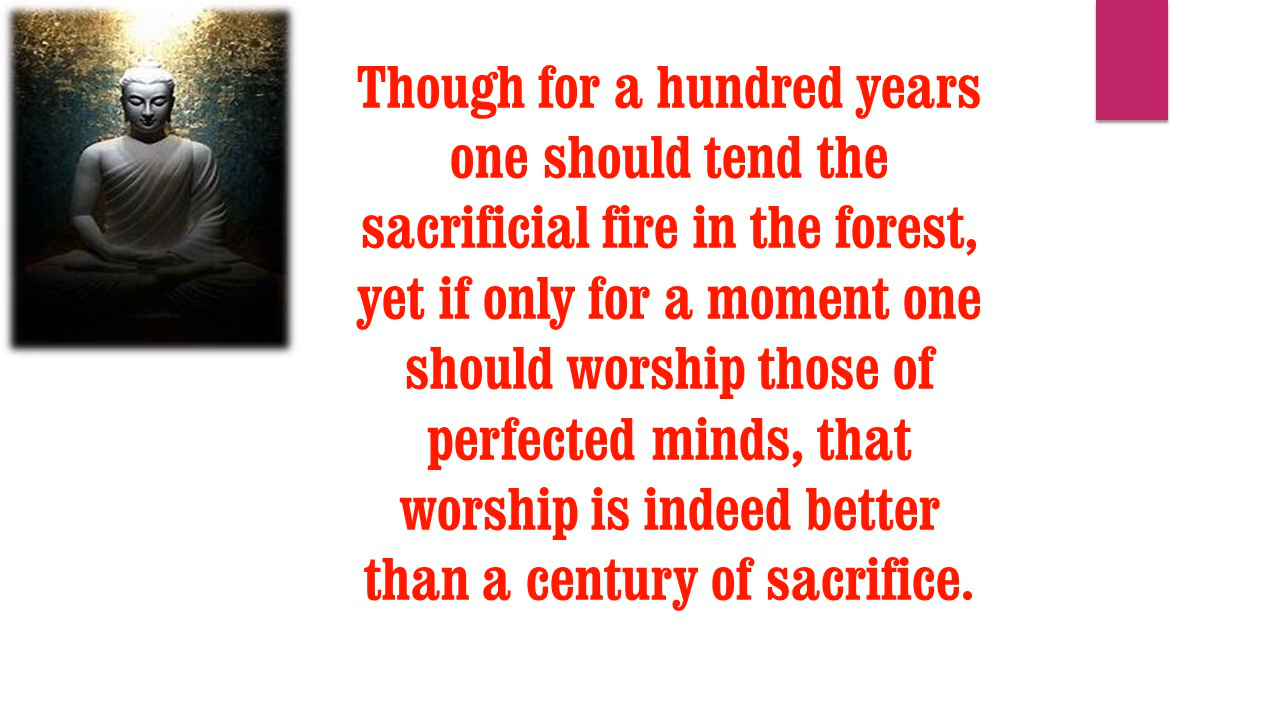 Though for a hundred years
one should tend the
sacrificial fire in the forest,
yet if only for a moment one
should worship those of
perfected minds, that
worship is indeed better
than a century of sacrifice.